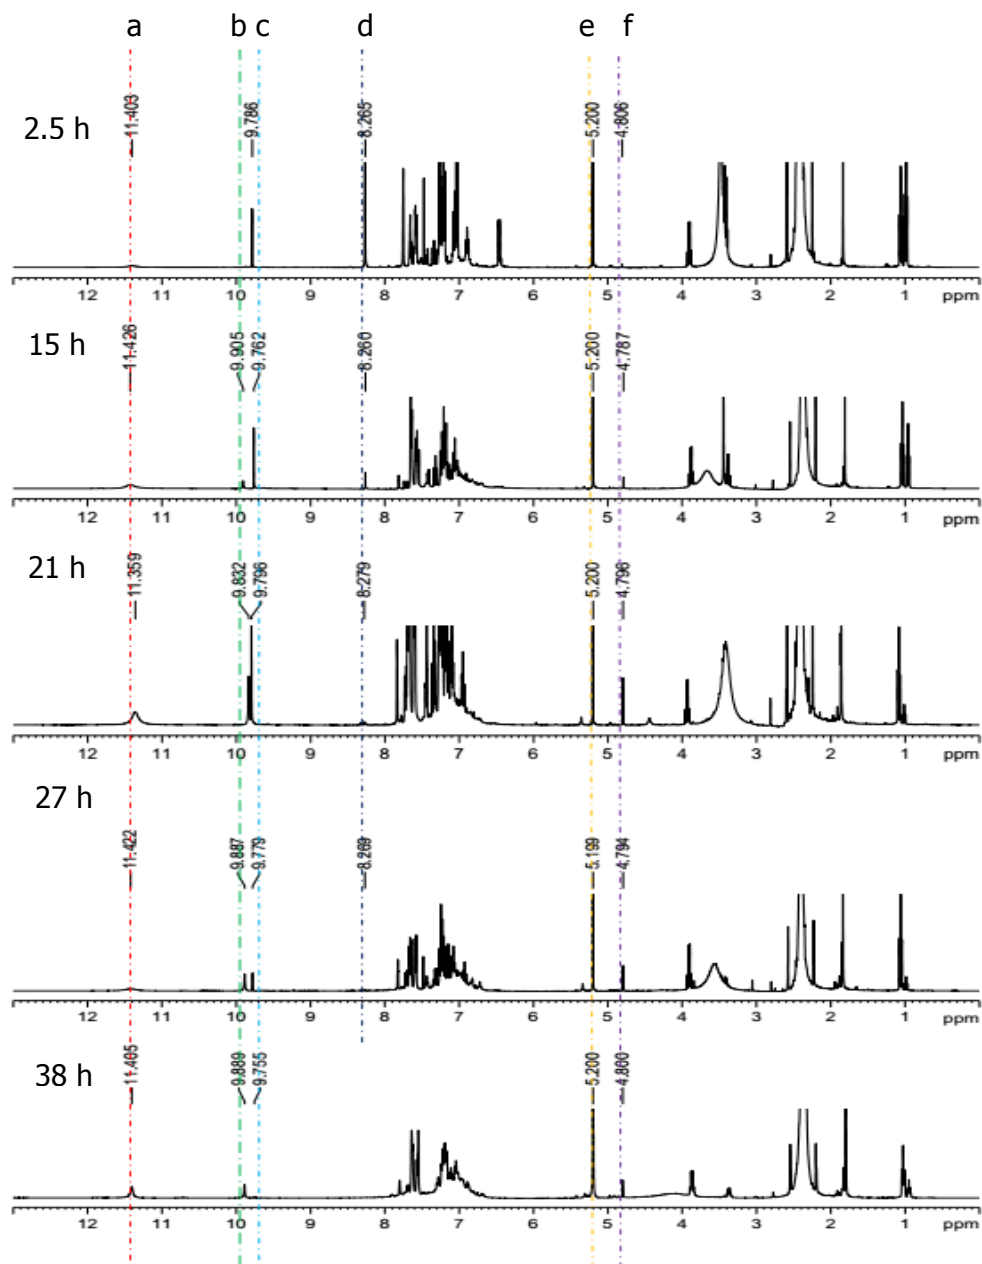 a b c d e f
2.5 h
11.403 9.786 8.265 5.200 4.806
12 11 10 9 8 7 6 5 4 3 2 1 ppm
15 h
11.426 9.905 9.762 8.260 5.200 4.787
12 11 10 9 8 7 6 5 4 3 2 1 ppm
21 h
11.359 9.832 9.796 8.279 5.200 4.796
12 11 10 9 8 7 6 5 4 3 2 1 ppm
27 h
11.422 9.887 9.779 8.269 5.199 4.794
12 11 10 9 8 7 6 5 4 3 2 1 ppm
38 h
11.405 9.889 9.755 5.200
12 11 10 9 8 7 6 5 4 3 2 1 ppm